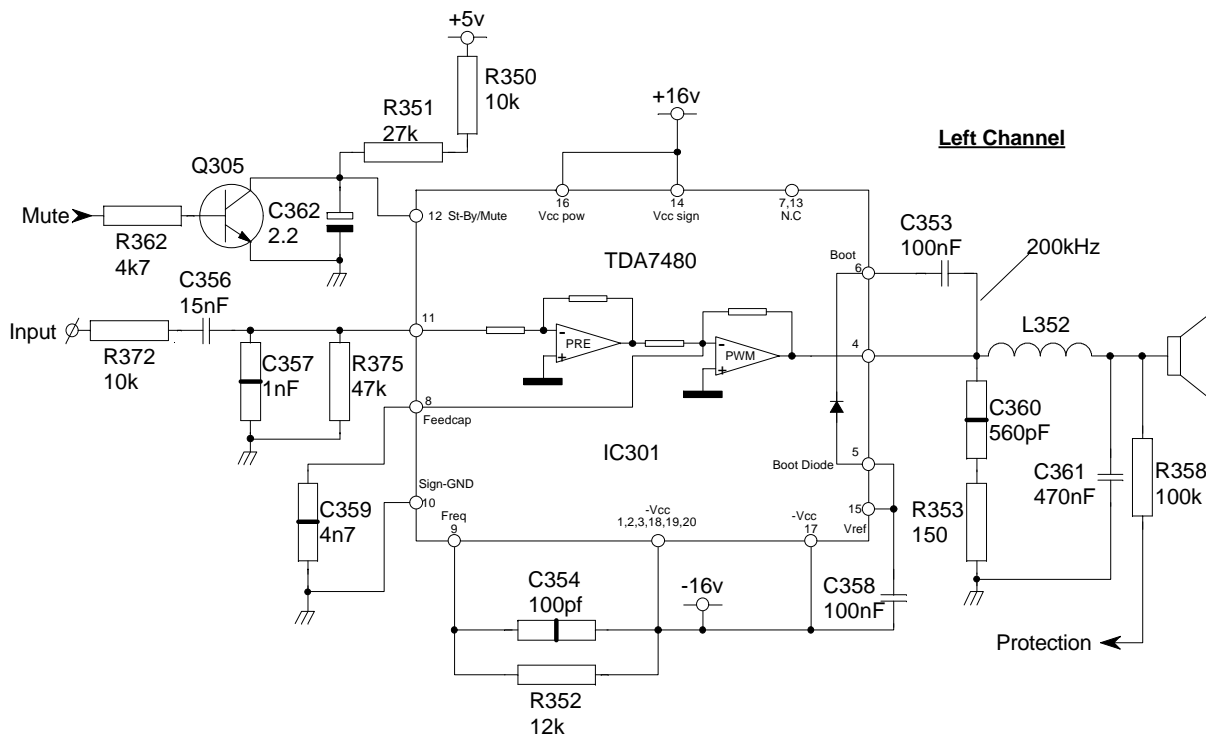 +5v
R350
10k
R351
27k
+16v
Left Channel
Q305
Mute
R362
4k7
C362
2.2
12 St-By/Mute
16
Vcc pow
14
Vcc sign
7,13
N.C
TDA7480
Boot
6
C353
100nF
200kHz
C356
15nF
Input
R372
10k
C357
1nF
R375
47k
11
-
+
PRE
-
+
PWM
4
L352
8
Feedcap
IC301
Boot Diode
5
C360
560pF
C361
470nF
R358
100k
Sign-GND
10
C359
4n7
Freq
9
-Vcc
1,2,3,18,19,20
-Vcc
17
15
Vref
R353
150
C354
100pf
-16v
C358
100nF
Protection
R352
12k